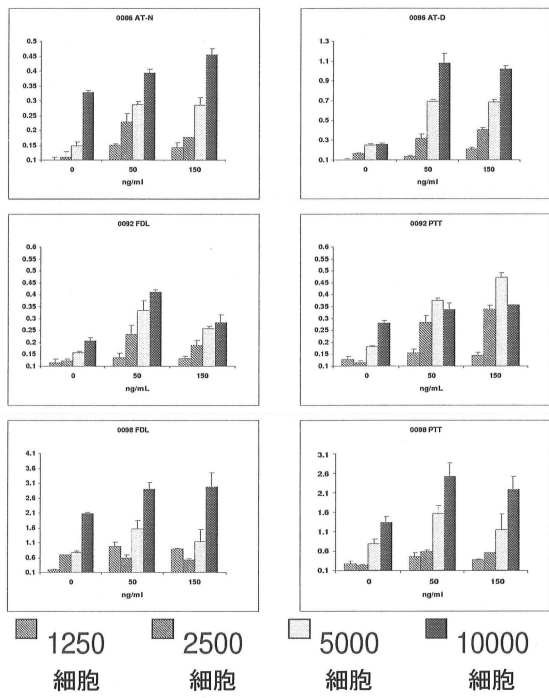 0086 AT-N
0.5
0.45
0.4
0.35
0.3
0.25
0.2
0.15
0.1
0 50 150
ng/ml
0086 AT-D
1.3
1.1
0.9
0.7
0.5
0.3
0.1
0 50 150
ng/ml
0092 FDL
0.6
0.55
0.5
0.45
0.4
0.35
0.3
0.25
0.2
0.15
0.1
0 50 150
ng/mL
0092 PTT
0.6
0.55
0.5
0.45
0.4
0.35
0.3
0.25
0.2
0.15
0.1
0 50 150
ng/mL
0098 FDL
4.1
3.6
3.1
2.6
2.1
1.6
1.1
0.6
0.1
0 50 150
ng/ml
0098 PTT
3.1
2.6
2.1
1.6
1.1
0.6
0.1
0 50 150
ng/ml
1250 2500 5000 10000
細胞 細胞 細胞 細胞